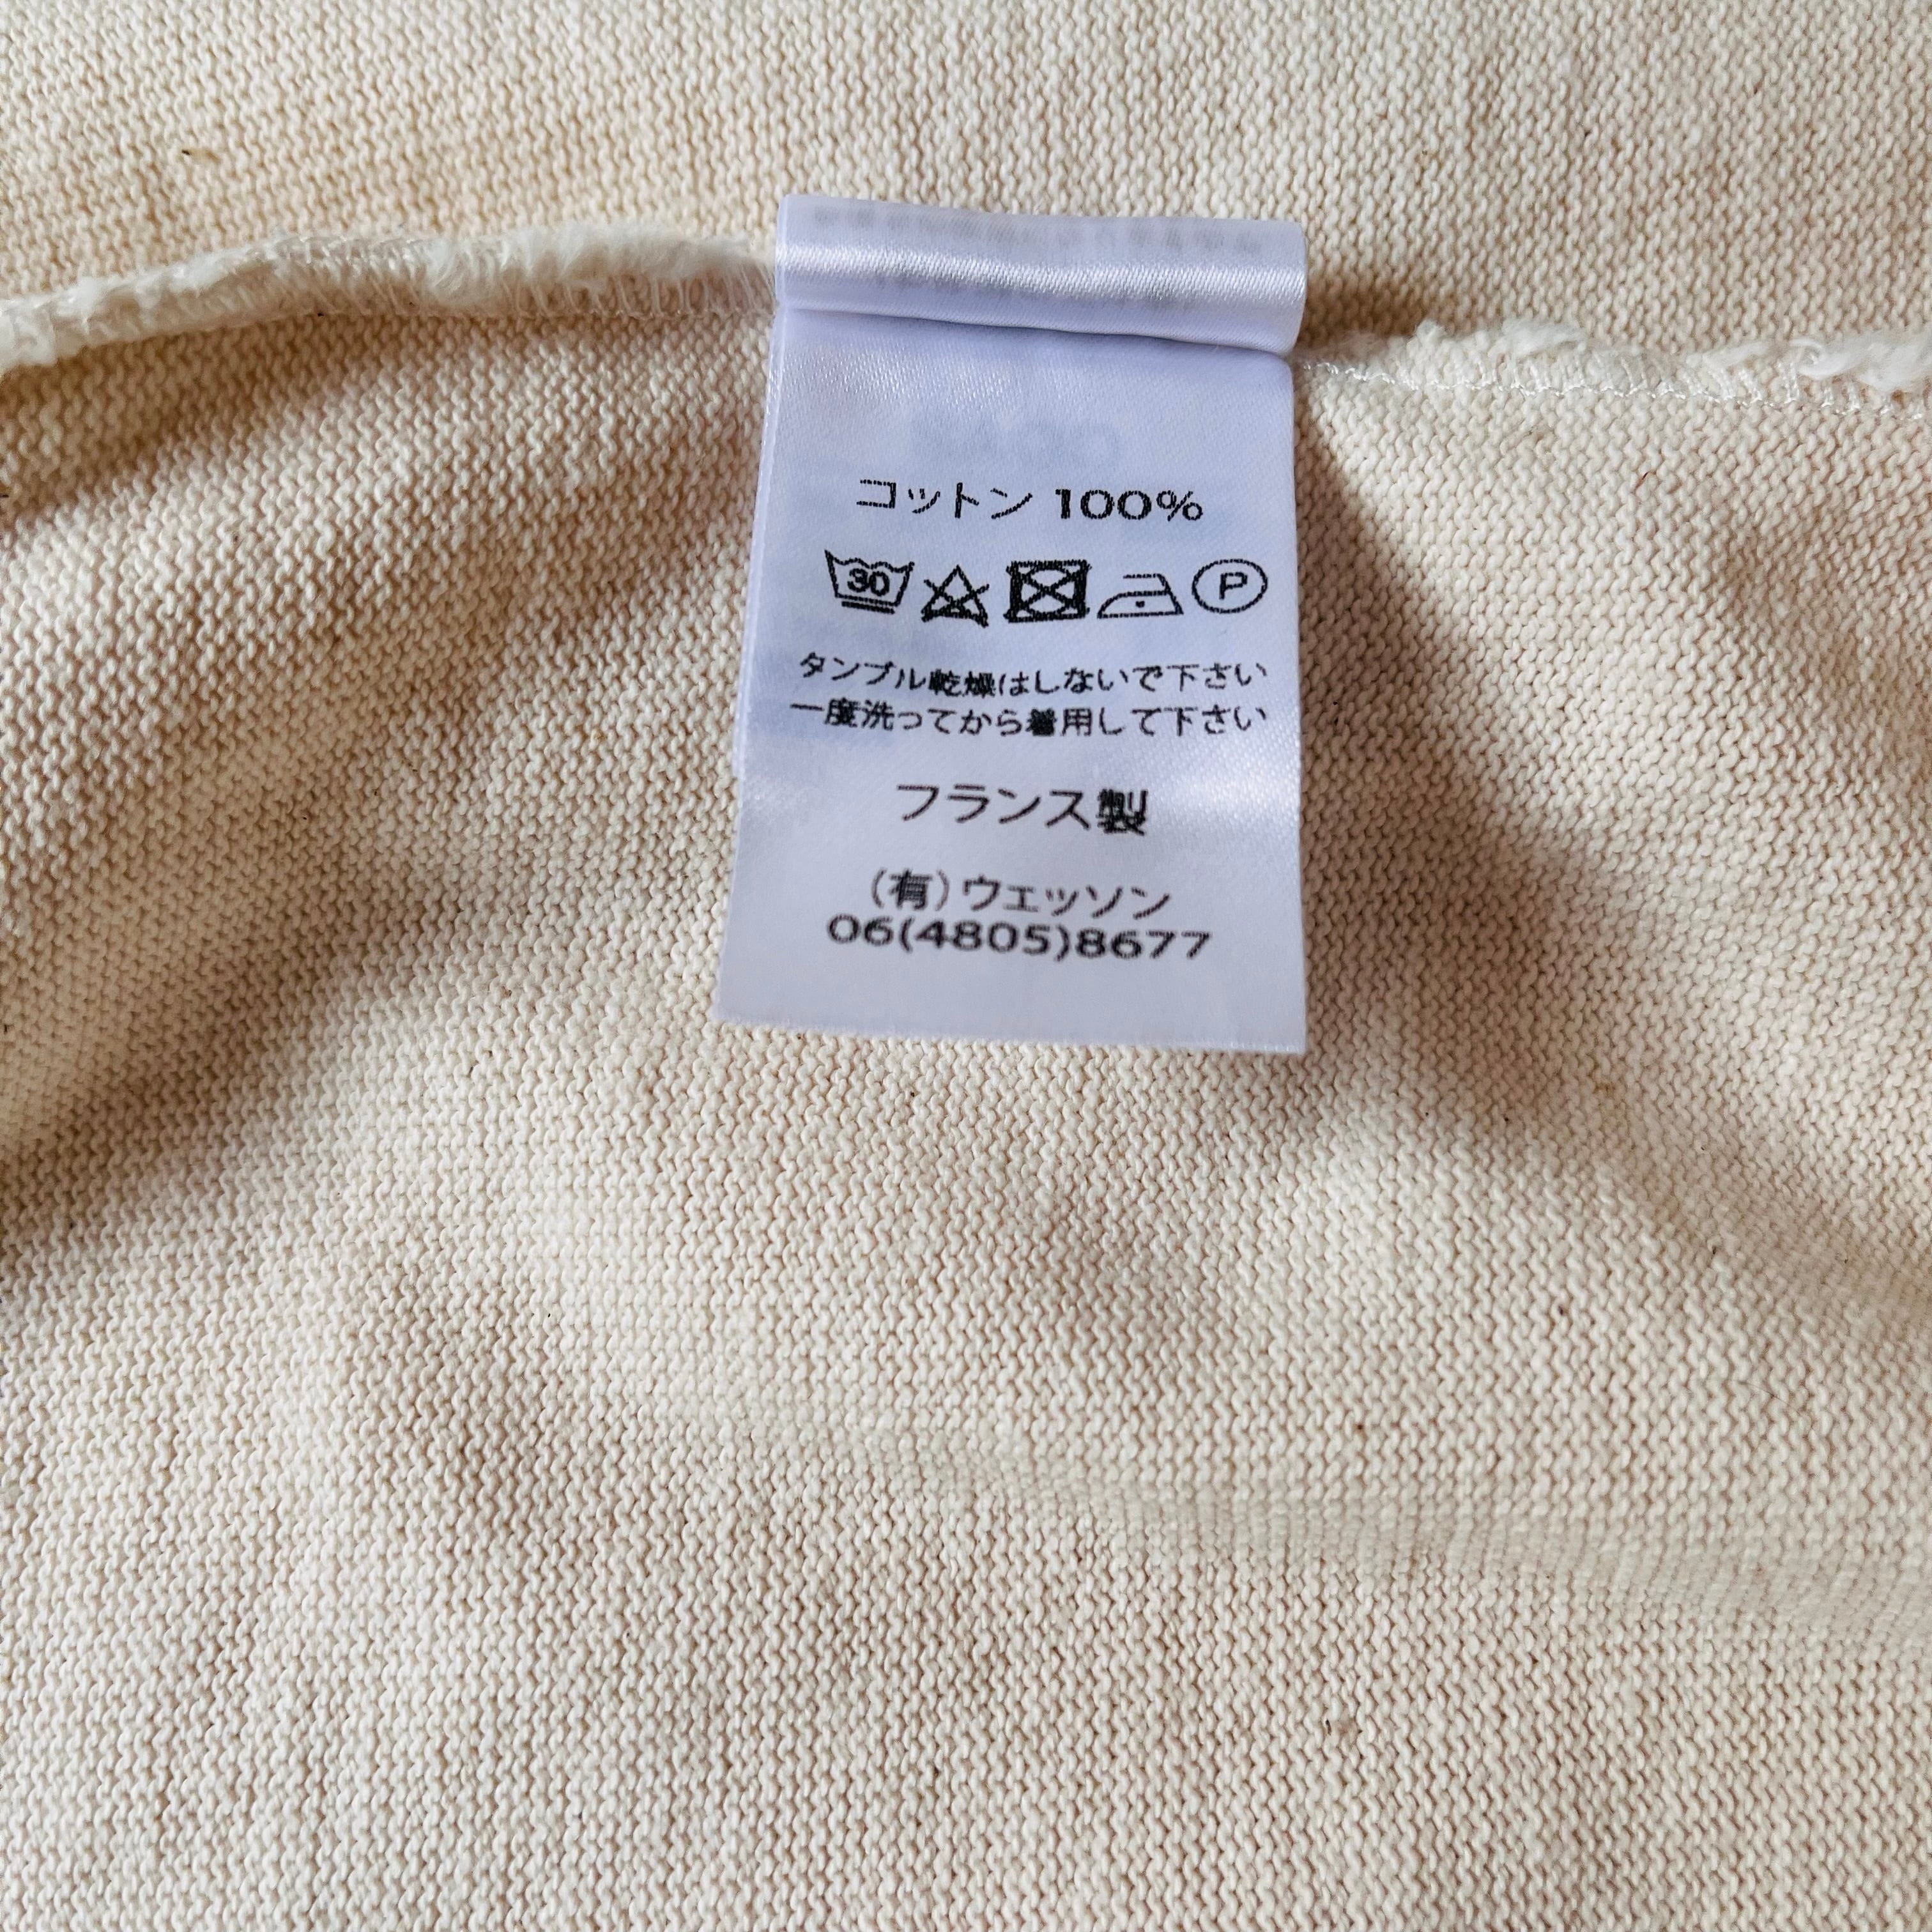 コットン 100%
30
P
タンブル乾燥はしないで下さい
一度洗ってから着用して下さい
フランス製
(有)ウェッソン
06(4805)8677